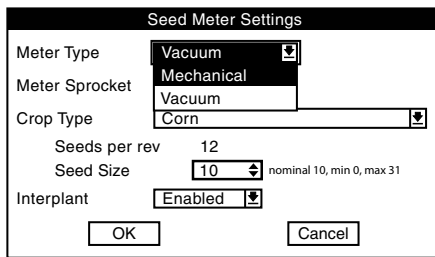 Seed Meter Settings
Meter Type Vacuum
Mechanical
Meter Sprocket
Vacuum
Crop Type Corn
Seeds per rev 12
Seed Size 10 nominal 10, min 0, max 31
Interplant Enabled
OK Cancel